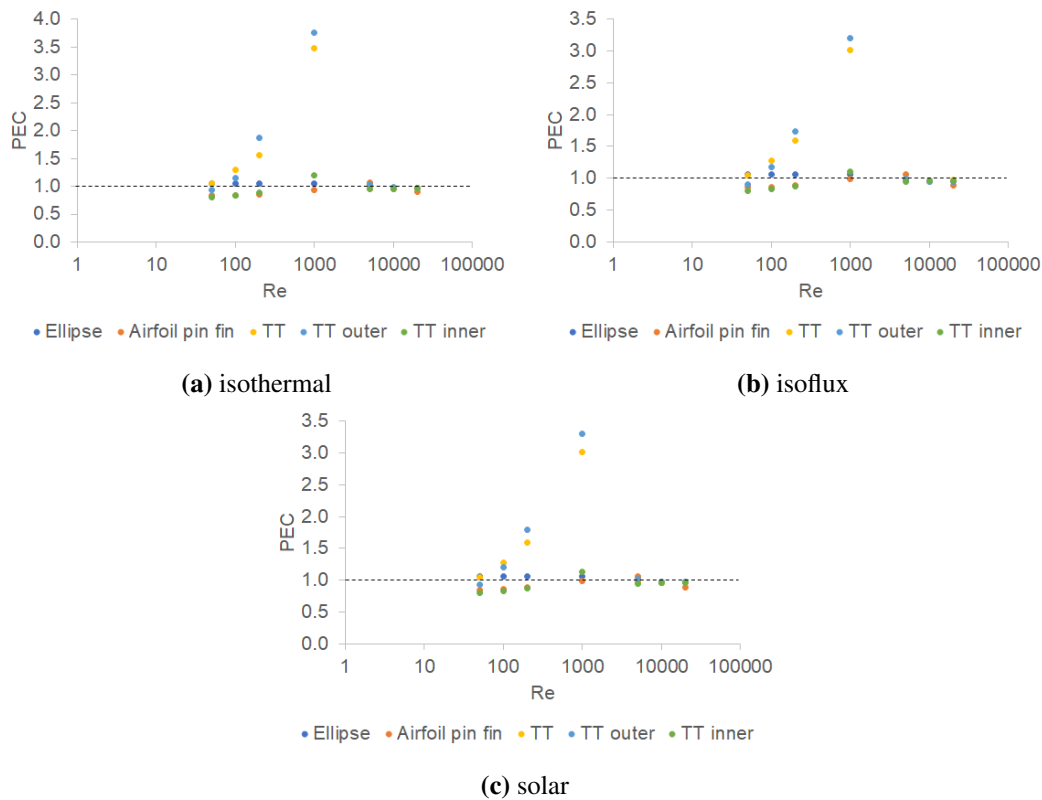 4.0
3.5
3.0
2.5
2.0
1.5
1.0
0.5
0.0
PEC
1 10 100 1000 10000 100000
Re
• Ellipse • Airfoil pin fin • TT • TT outer • TT inner
(a) isothermal
3.5
3.0
2.5
2.0
1.5
1.0
0.5
0.0
PEC
1 10 100 1000 10000 100000
Re
• Ellipse • Airfoil pin fin • TT • TT outer • TT inner
(b) isoflux
3.5
3.0
2.5
2.0
1.5
1.0
0.5
0.0
PEC
1 10 100 1000 10000 100000
Re
• Ellipse • Airfoil pin fin • TT • TT outer • TT inner
(c) solar